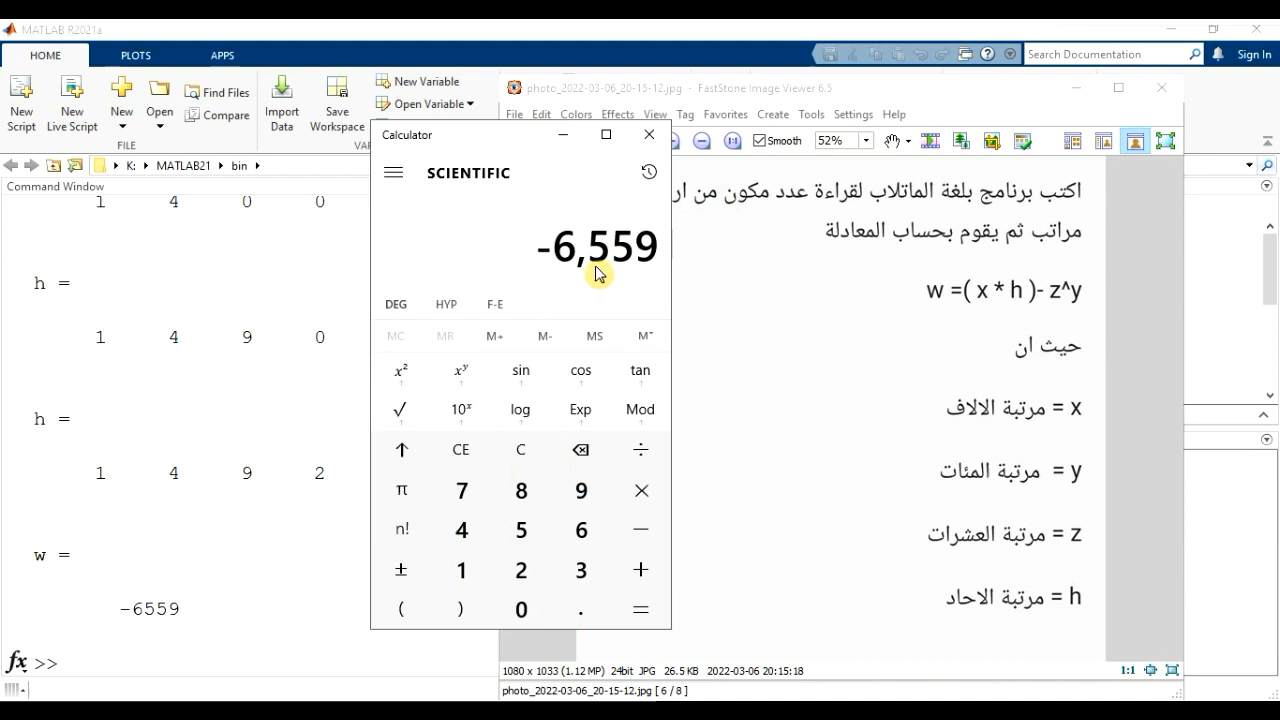 MATLAB R2021a
HOME
PLOTS
APPS
Search Documentation
Sign In
New Script
New Live Script
New
Open
Find Files
Compare
Import Data
Save Workspace
New Variable
Open Variable
FILE
K: MATLAB21 bin
Command Window
1 4 0 0
h =
1 4 9 0
h =
1 4 9 2
w =
-6559
fx >>
Calculator
SCIENTIFIC
-6,559
DEG HYP F-E
MC MR M+ M- MS M˅
x² xʸ sin cos tan
√ 10ˣ log Exp Mod
↑ CE C ⌫ ÷
π 7 8 9 ×
n! 4 5 6 −
± 1 2 3 +
( ) 0 . =
photo_2022-03-06_20-15-12.jpg - FastStone Image Viewer 6.5
File Edit Colors Effects Tag Favorites Create Tools Settings Help
Smooth 52%
اكتب برنامج بلغة الماتلاب لقراءة عدد مكون من ار
مراتب ثم يقوم بحساب المعادلة
w =( x * h )- z^y
حيث ان
x = مرتبة الالاف
y = مرتبة المئات
z = مرتبة العشرات
h = مرتبة الاحاد
1080 x 1033 (1.12 MP) 24bit JPG 26.5 KB 2022-03-06 20:15:18
1:1
photo_2022-03-06_20-15-12.jpg [ 6 / 8 ]